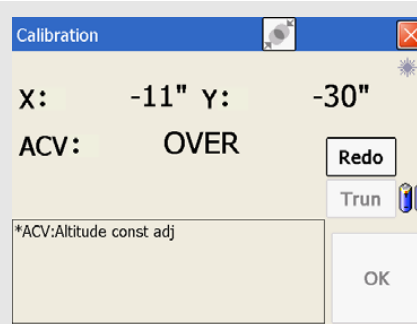 Calibration
X: -11" Y: -30"
ACV: OVER
Redo
Trun
*ACV:Altitude const adj
OK